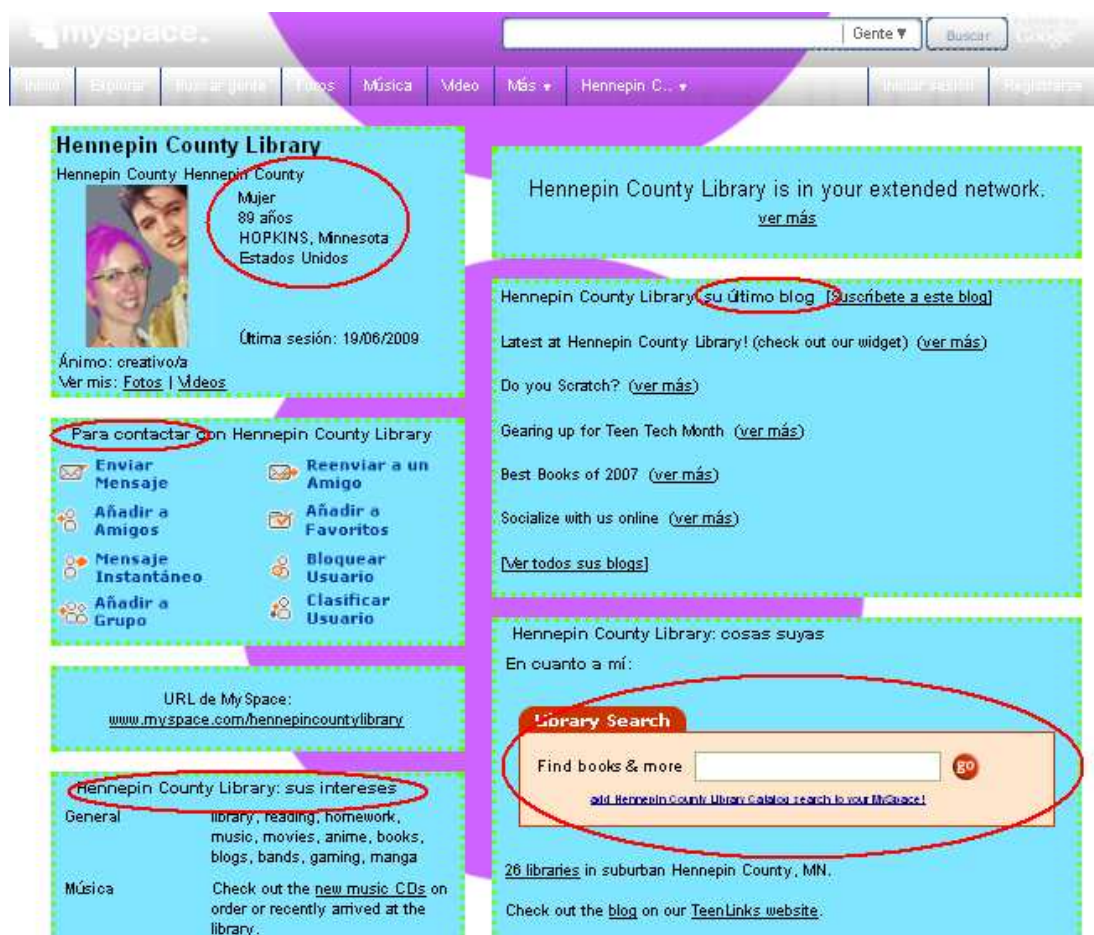 myspace.
Gente ▼
Buscar
Google
Inicio Explorar Buscar gente Fotos Música Video Más ▾ Hennepin C.. ▾ Iniciar sesión Registrarse
Hennepin County Library
Hennepin County Hennepin County
Mujer
89 años
HOPKINS, Minnesota
Estados Unidos
Última sesión: 19/06/2009
Ánimo: creativo/a
Ver mis: Fotos | Videos
Para contactar con Hennepin County Library
Enviar
Mensaje
Reenviar a un
Amigo
Añadir a
Amigos
Añadir a
Favoritos
Mensaje
Instantáneo
Bloquear
Usuario
Añadir a
Grupo
Clasificar
Usuario
URL de MySpace:
www.myspace.com/hennepincountylibrary
Hennepin County Library: sus intereses
General
library, reading, homework,
music, movies, anime, books,
blogs, bands, gaming, manga
Música
Check out the new music CDs on
order or recently arrived at the
library.
Hennepin County Library is in your extended network.
ver más
Hennepin County Library su último blog [Suscríbete a este blog]
Latest at Hennepin County Library! (check out our widget) (ver más)
Do you Scratch? (ver más)
Gearing up for Teen Tech Month (ver más)
Best Books of 2007 (ver más)
Socialize with us online (ver más)
[Ver todos sus blogs]
Hennepin County Library: cosas suyas
En cuanto a mí:
Library Search
Find books & more
go
add Hennepin County Library Catalog search to your MySpace!
26 libraries in suburban Hennepin County, MN.
Check out the blog on our TeenLinks website.